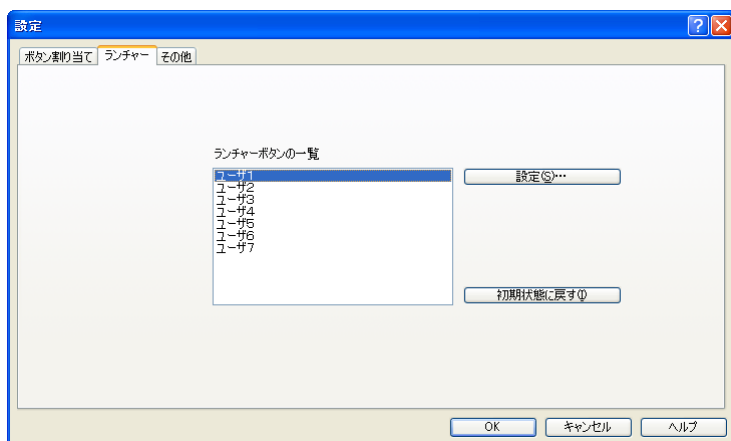 設定
ボタン割り当て ランチャー その他
ランチャーボタンの一覧
ユーザ1
ユーザ2
ユーザ3
ユーザ4
ユーザ5
ユーザ6
ユーザ7
設定(S)…
初期状態に戻す(I)
OK キャンセル ヘルプ